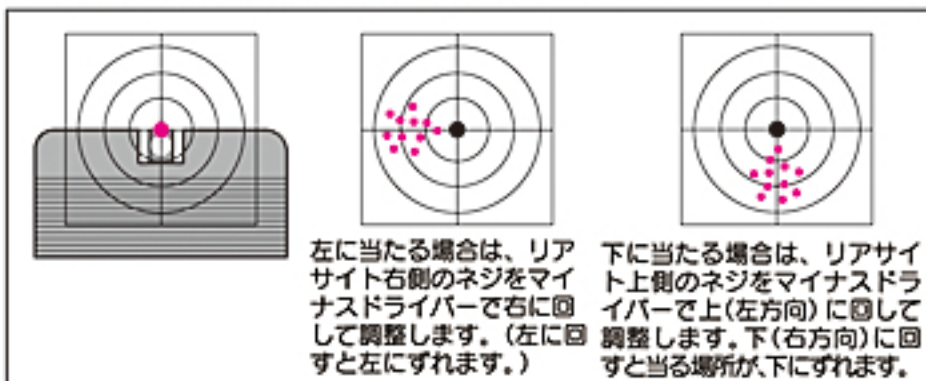 左に当たる場合は、リア
サイト右側のネジをマイ
ナスドライバーで右に回
して調整します。(左に回
すと左にずれます。)
下に当たる場合は、リアサイ
ト上側のネジをマイナスドラ
イバーで上(左方向)に回して
調整します。下(右方向)に回
すと当る場所が、下にずれます。